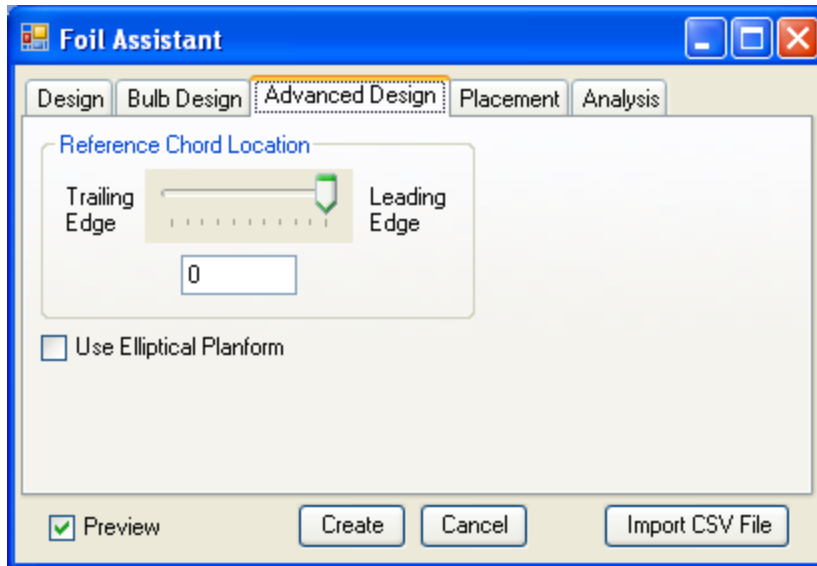 Foil Assistant
Design Bulb Design Advanced Design Placement Analysis
Reference Chord Location
Trailing Edge
Leading Edge
0
Use Elliptical Planform
Preview Create Cancel Import CSV File